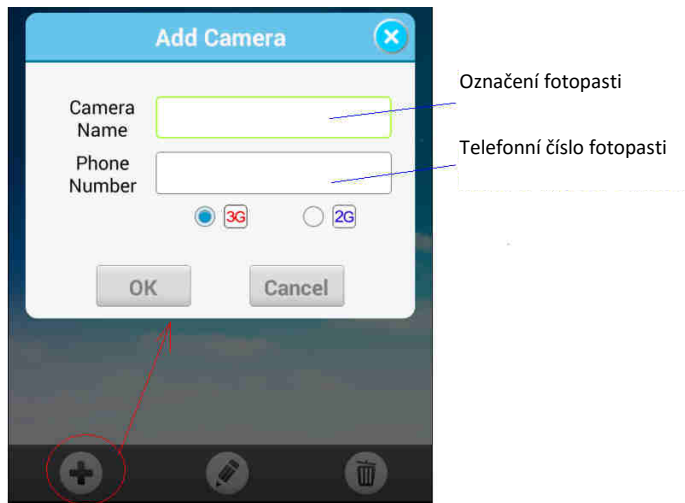 Add Camera
Camera
Name
Označení fotopasti
Phone
Number
Telefonní číslo fotopasti
3G
2G
OK
Cancel